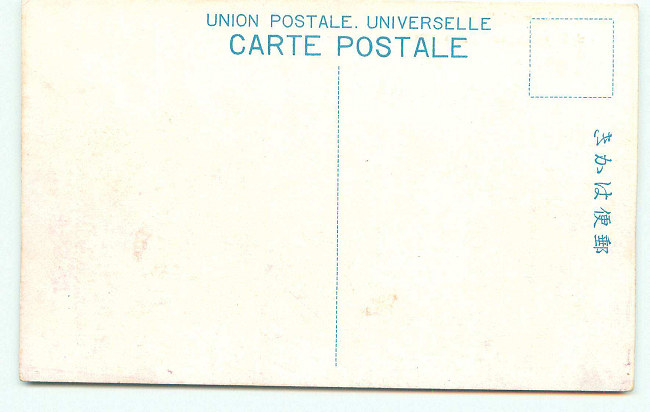 UNION POSTALE. UNIVERSELLE
CARTE POSTALE
郵便はかき